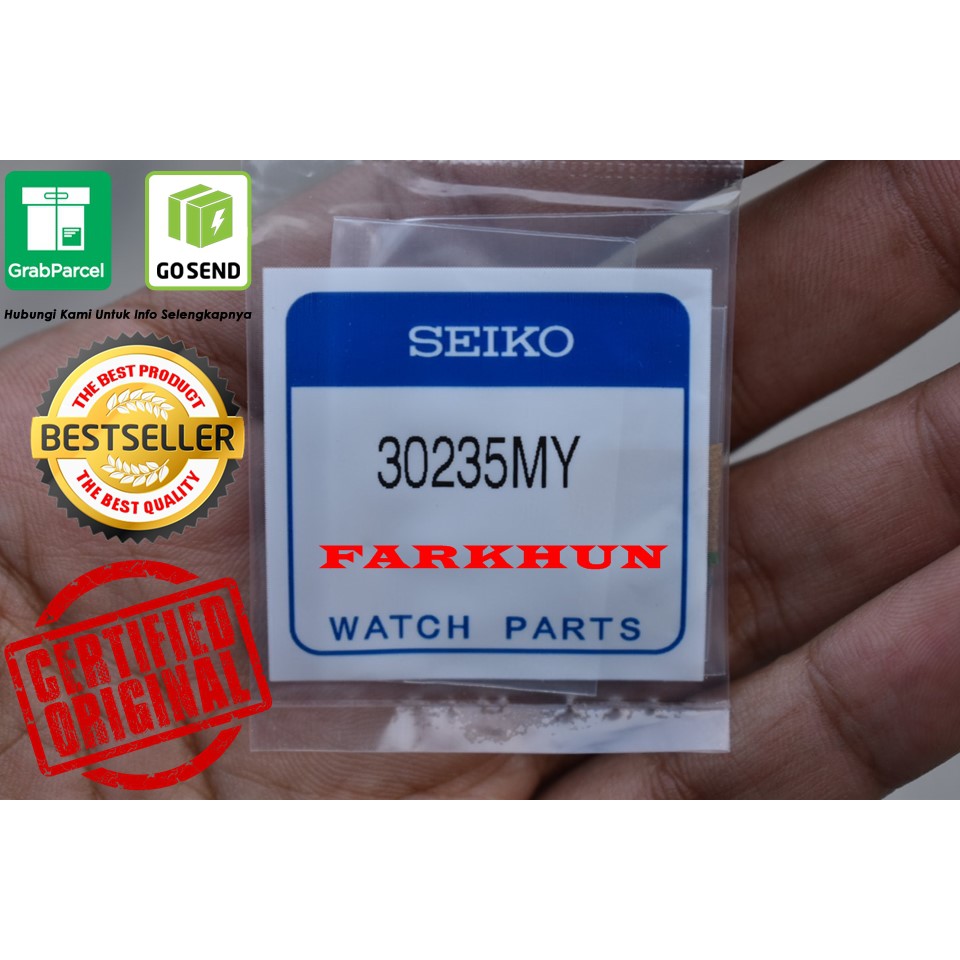 GrabParcel
GO SEND
Hubungi Kami Untuk Info Selengkapnya
THE BEST PRODUCT
BESTSELLER
THE BEST QUALITY
CERTIFIED
ORIGINAL
SEIKO
30235MY
FARKHUN
WATCH PARTS